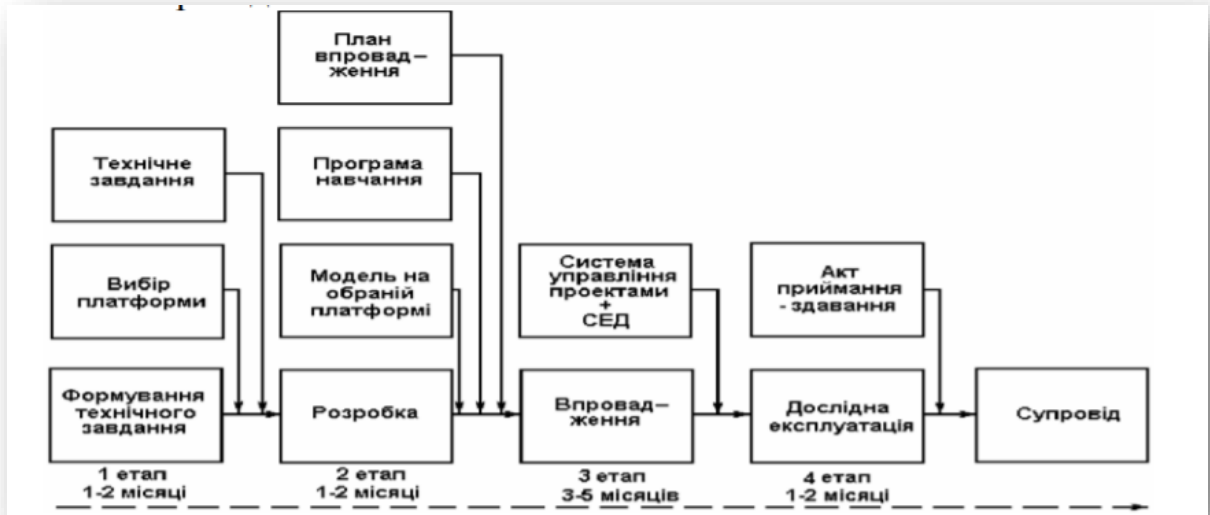 План
впровад–
ження
Технічне
завдання
Програма
навчання
Вибір
платформи
Модель на
обраній
платформі
Система
управління
проектами
+
СЕД
Акт
приймання
- здавання
Формування
технічного
завдання
Розробка
Впровад–
ження
Дослідна
експлуатація
Супровід
1 етап
1-2 місяці
2 етап
1-2 місяці
3 етап
3-5 місяців
4 етап
1-2 місяці